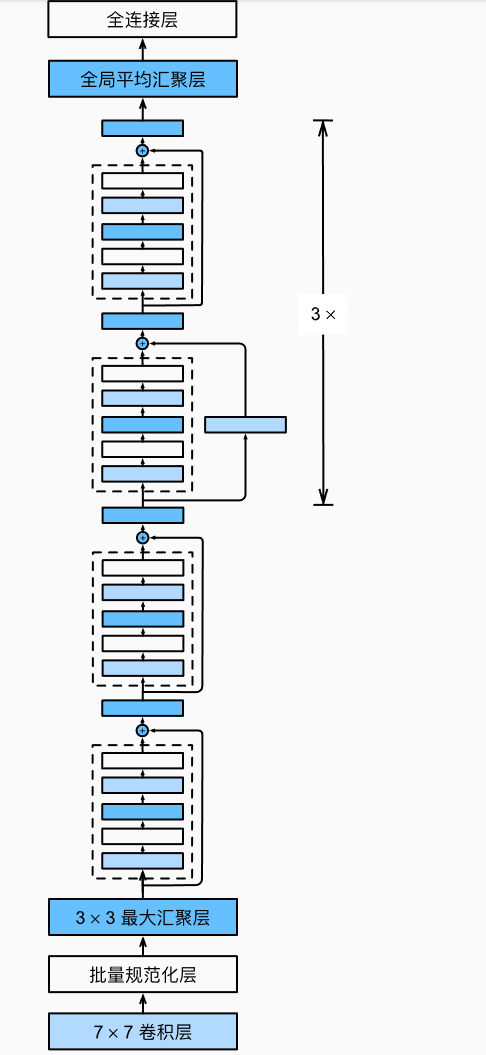 全连接层
全局平均汇聚层
3 ×
3 × 3 最大汇聚层
批量规范化层
7 × 7 卷积层